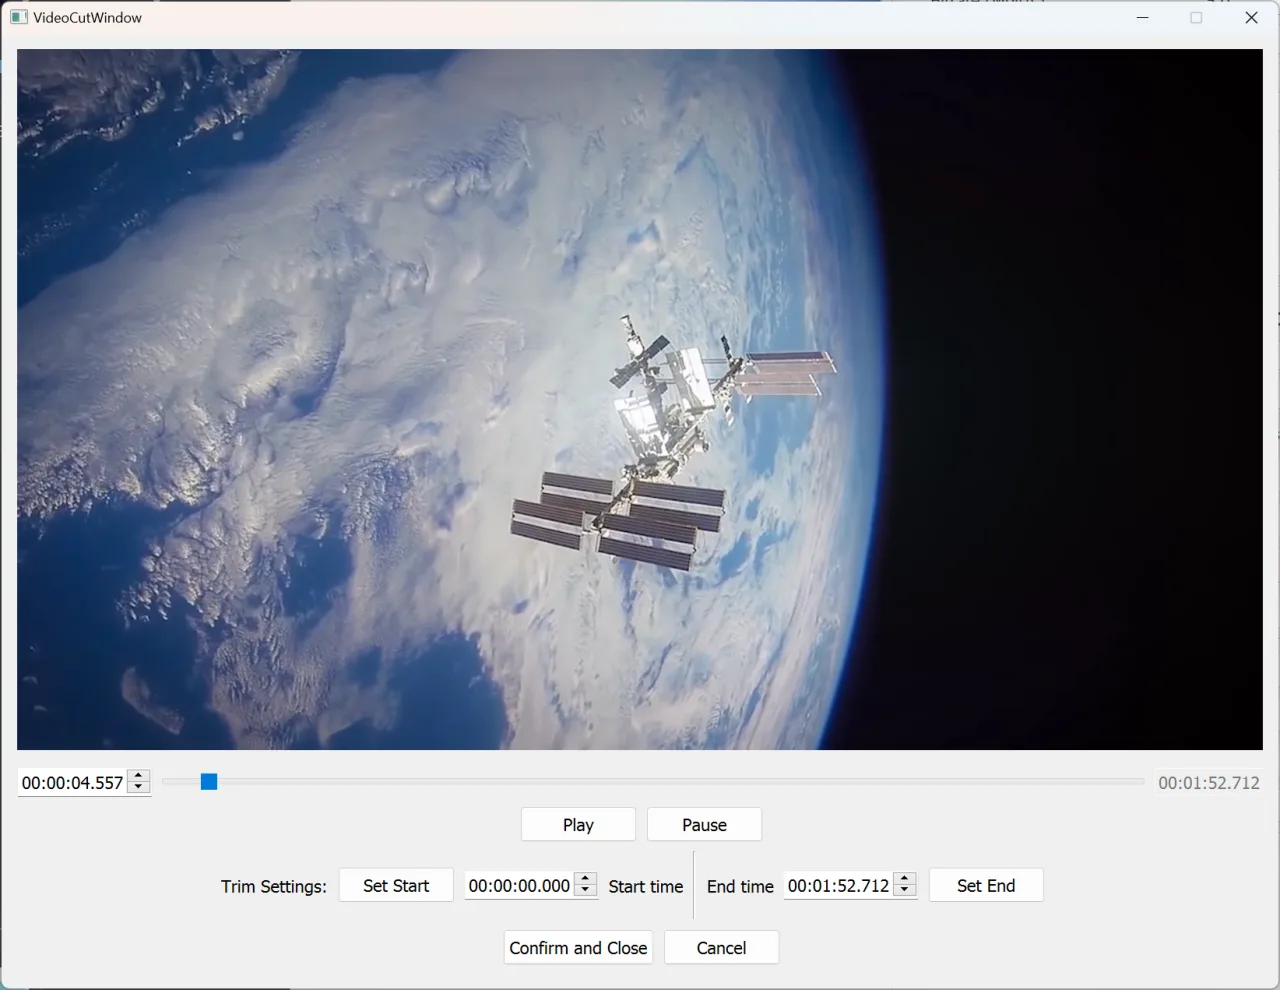 VideoCutWindow
00:00:04.557
00:01:52.712
Play
Pause
Trim Settings:
Set Start
00:00:00.000
Start time
End time
00:01:52.712
Set End
Confirm and Close
Cancel